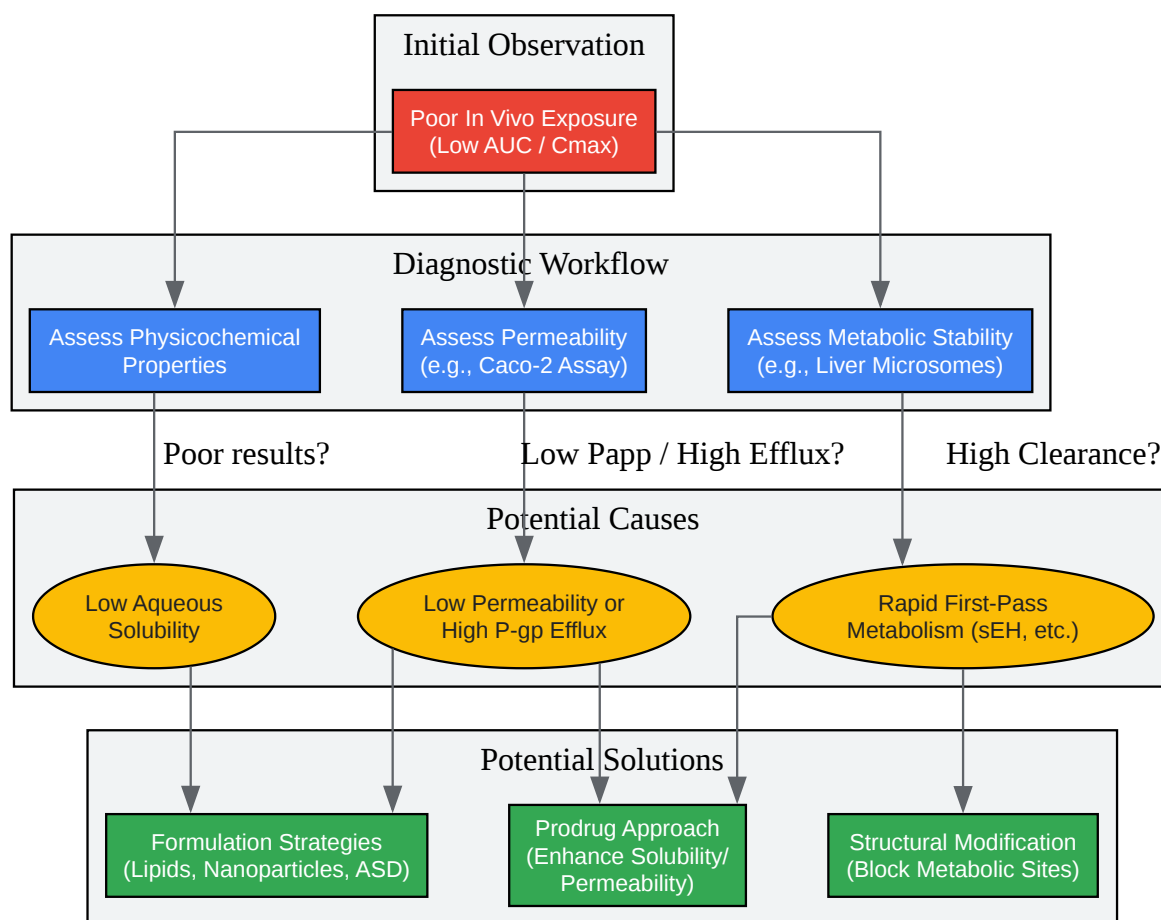 Initial Observation
Poor In Vivo Exposure
(Low AUC / Cmax)
Diagnostic Workflow
Assess Physicochemical
Properties
Assess Permeability
(e.g., Caco-2 Assay)
Assess Metabolic Stability
(e.g., Liver Microsomes)
Poor results?
Low Papp / High Efflux?
High Clearance?
Potential Causes
Low Aqueous
Solubility
Low Permeability or
High P-gp Efflux
Rapid First-Pass
Metabolism (sEH, etc.)
Potential Solutions
Formulation Strategies
(Lipids, Nanoparticles, ASD)
Prodrug Approach
(Enhance Solubility/
Permeability)
Structural Modification
(Block Metabolic Sites)